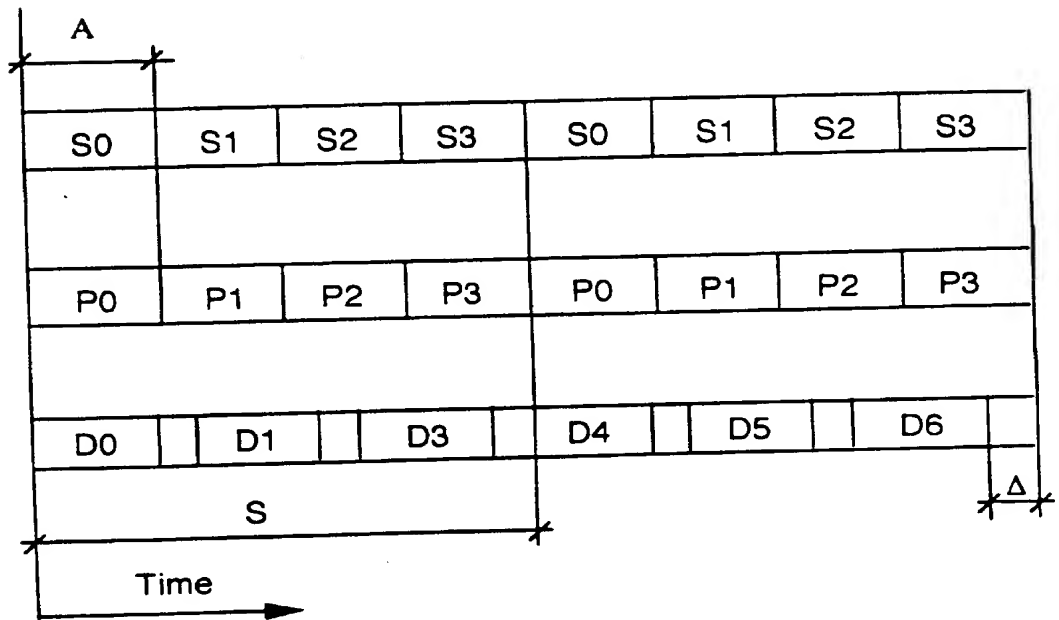 A
S0 S1 S2 S3 S0 S1 S2 S3
P0 P1 P2 P3 P0 P1 P2 P3
D0 D1 D3 D4 D5 D6
Δ
S
Time